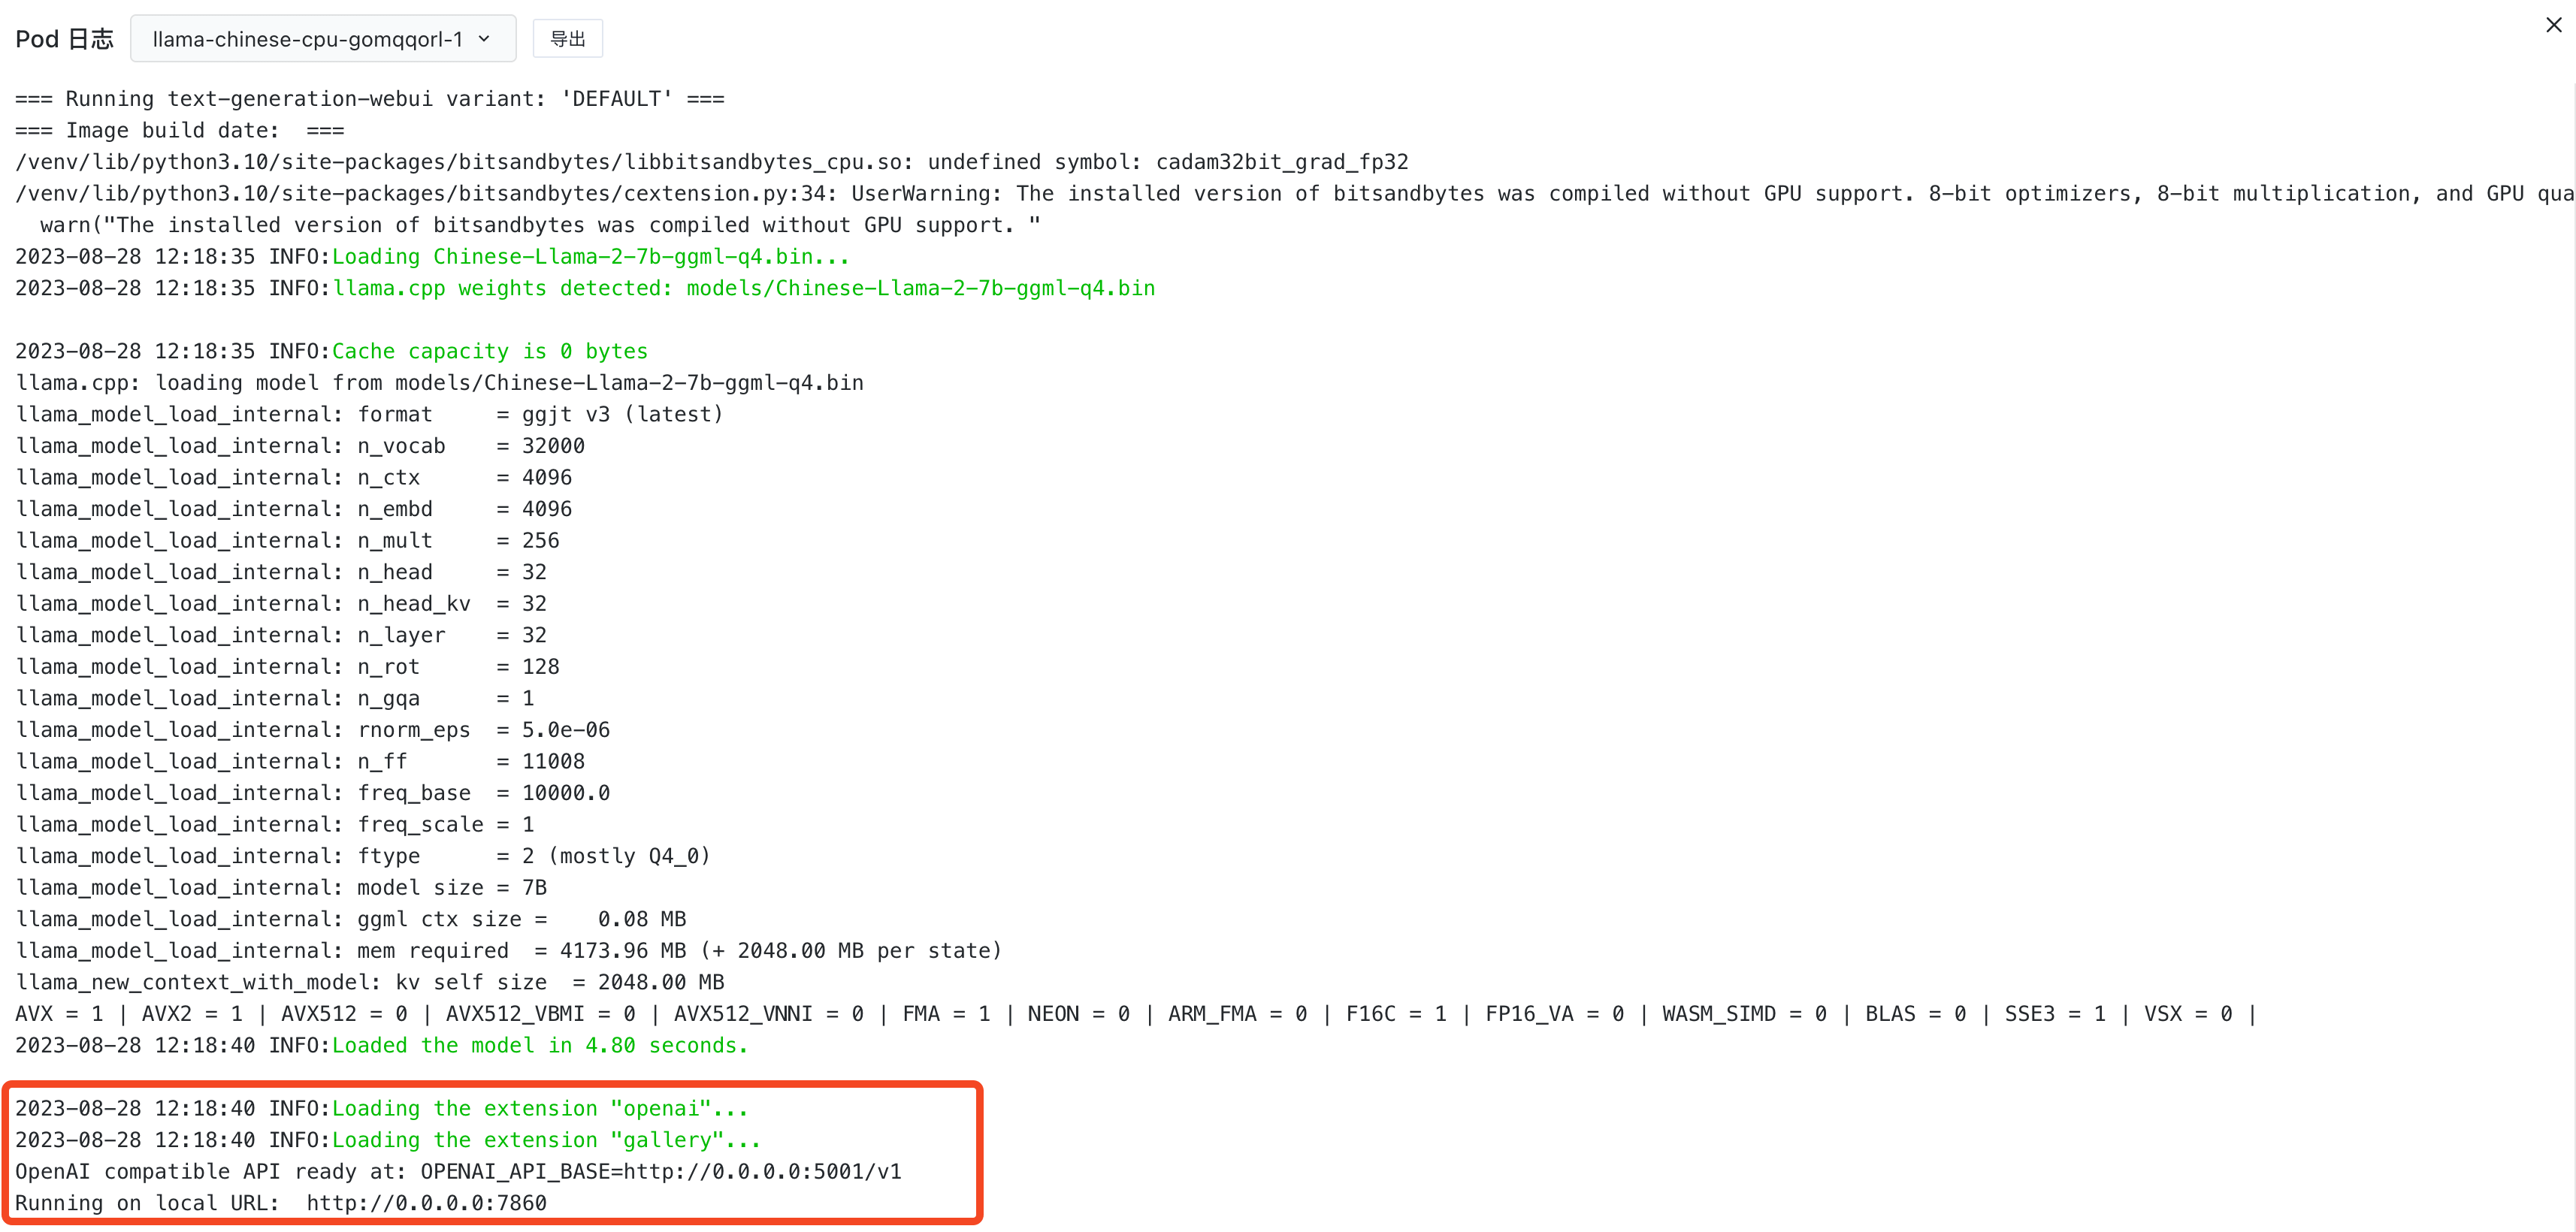 Pod 日志 llama-chinese-cpu-gomqqorl-1 导出
=== Running text-generation-webui variant: 'DEFAULT' ===
=== Image build date:  ===
/venv/lib/python3.10/site-packages/bitsandbytes/libbitsandbytes_cpu.so: undefined symbol: cadam32bit_grad_fp32
/venv/lib/python3.10/site-packages/bitsandbytes/cextension.py:34: UserWarning: The installed version of bitsandbytes was compiled without GPU support. 8-bit optimizers, 8-bit multiplication, and GPU qua
  warn("The installed version of bitsandbytes was compiled without GPU support. "
2023-08-28 12:18:35 INFO:Loading Chinese-Llama-2-7b-ggml-q4.bin...
2023-08-28 12:18:35 INFO:llama.cpp weights detected: models/Chinese-Llama-2-7b-ggml-q4.bin
2023-08-28 12:18:35 INFO:Cache capacity is 0 bytes
llama.cpp: loading model from models/Chinese-Llama-2-7b-ggml-q4.bin
llama_model_load_internal: format     = ggjt v3 (latest)
llama_model_load_internal: n_vocab    = 32000
llama_model_load_internal: n_ctx      = 4096
llama_model_load_internal: n_embd     = 4096
llama_model_load_internal: n_mult     = 256
llama_model_load_internal: n_head     = 32
llama_model_load_internal: n_head_kv  = 32
llama_model_load_internal: n_layer    = 32
llama_model_load_internal: n_rot      = 128
llama_model_load_internal: n_gqa      = 1
llama_model_load_internal: rnorm_eps  = 5.0e-06
llama_model_load_internal: n_ff       = 11008
llama_model_load_internal: freq_base  = 10000.0
llama_model_load_internal: freq_scale = 1
llama_model_load_internal: ftype      = 2 (mostly Q4_0)
llama_model_load_internal: model size = 7B
llama_model_load_internal: ggml ctx size =    0.08 MB
llama_model_load_internal: mem required  = 4173.96 MB (+ 2048.00 MB per state)
llama_new_context_with_model: kv self size  = 2048.00 MB
AVX = 1 | AVX2 = 1 | AVX512 = 0 | AVX512_VBMI = 0 | AVX512_VNNI = 0 | FMA = 1 | NEON = 0 | ARM_FMA = 0 | F16C = 1 | FP16_VA = 0 | WASM_SIMD = 0 | BLAS = 0 | SSE3 = 1 | VSX = 0 |
2023-08-28 12:18:40 INFO:Loaded the model in 4.80 seconds.
2023-08-28 12:18:40 INFO:Loading the extension "openai"...
2023-08-28 12:18:40 INFO:Loading the extension "gallery"...
OpenAI compatible API ready at: OPENAI_API_BASE=http://0.0.0.0:5001/v1
Running on local URL:  http://0.0.0.0:7860